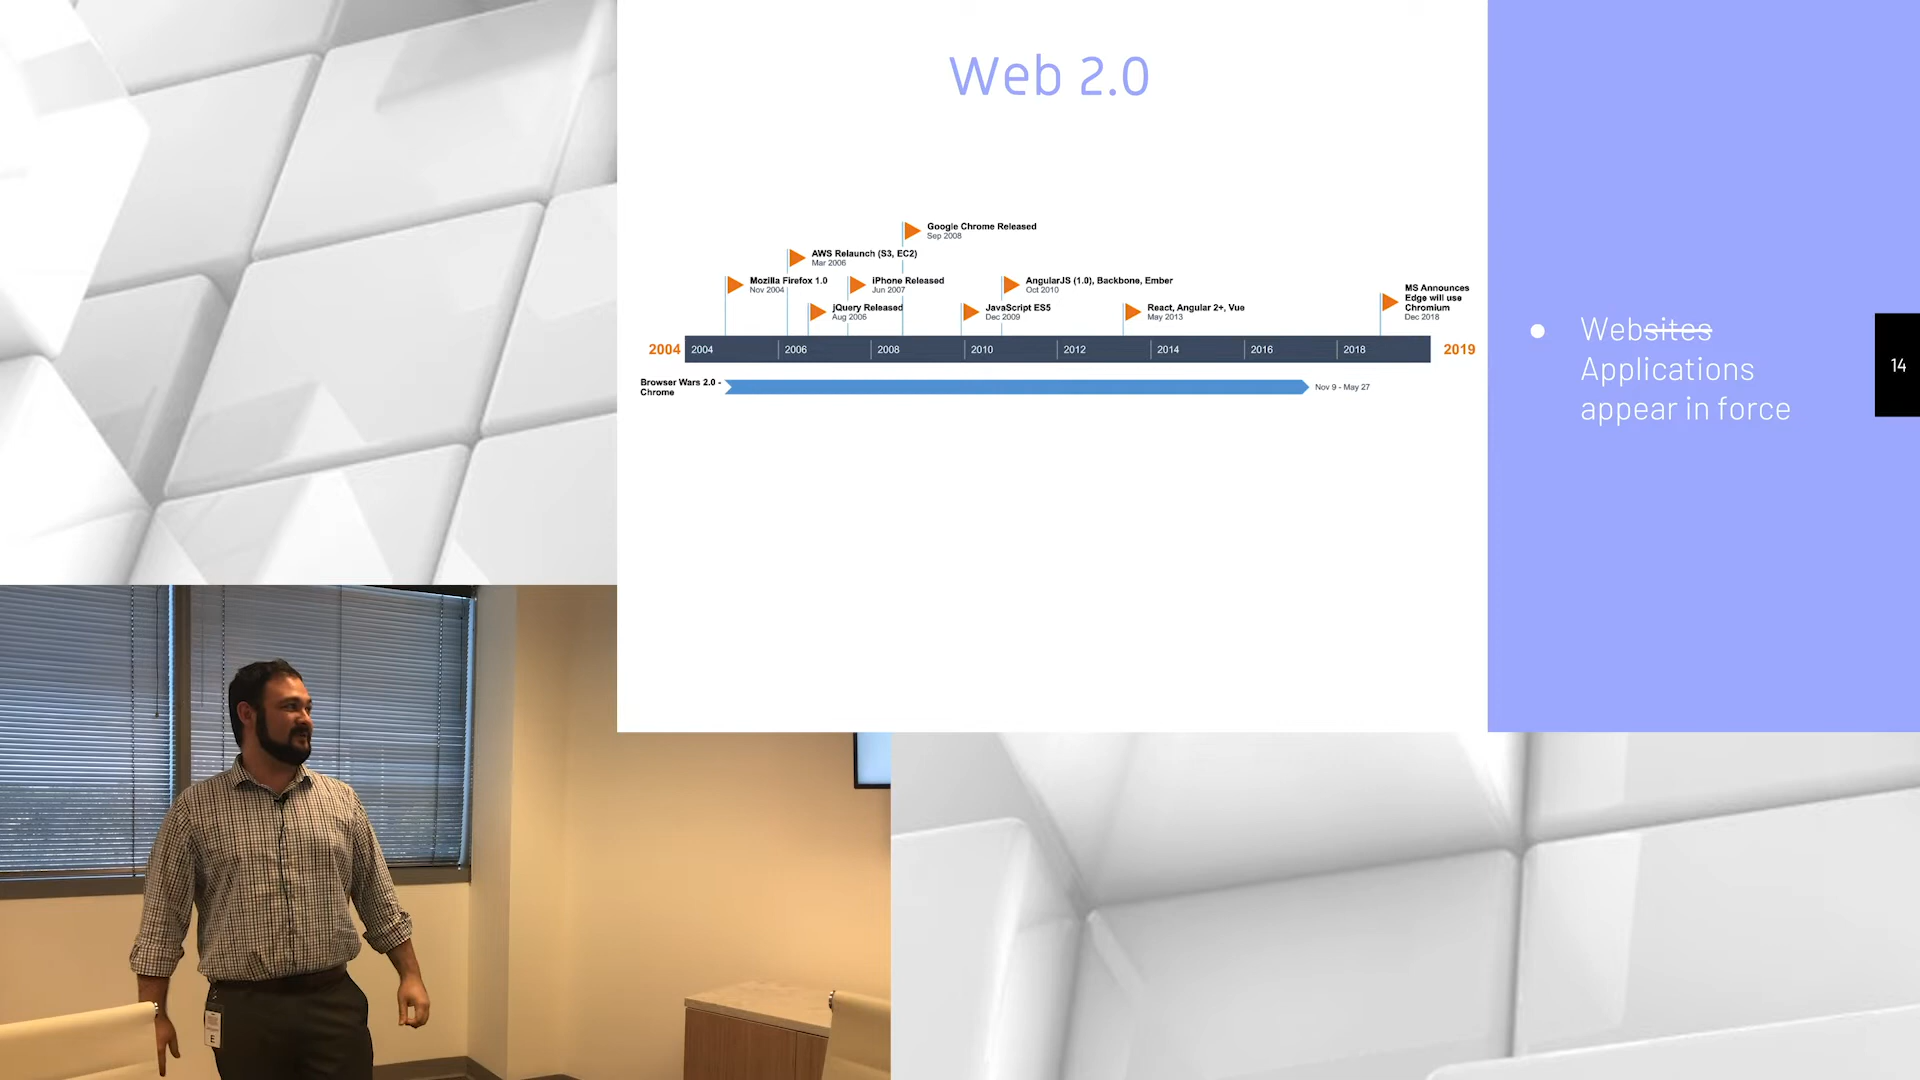 Web 2.0
Google Chrome Released
Sep 2008
AWS Relaunch (S3, EC2)
Mar 2006
Mozilla Firefox 1.0
Nov 2004
iPhone Released
Jun 2007
AngularJS (1.0), Backbone, Ember
Oct 2010
MS Announces
Edge will use
Chromium
Dec 2018
jQuery Released
Aug 2006
JavaScript ES5
Dec 2009
React, Angular 2+, Vue
May 2013
2004 2004 2006 2008 2010 2012 2014 2016 2018 2019
Browser Wars 2.0 -
Chrome
Nov 9 - May 27
• Websites
Applications
appear in force
14
E